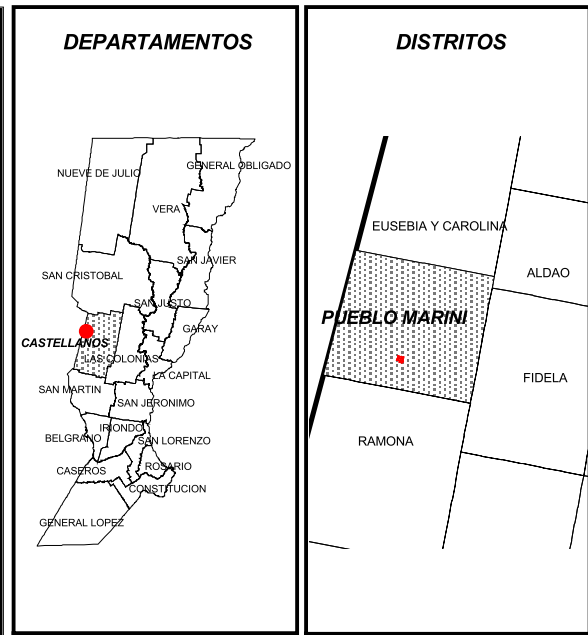 DEPARTAMENTOS
NUEVE DE JULIO
GENERAL OBLIGADO
VERA
SAN JAVIER
SAN CRISTOBAL
SAN JUSTO
GARAY
CASTELLANOS
LAS COLONIAS
LA CAPITAL
SAN MARTIN
SAN JERONIMO
IRIONDO
BELGRANO
SAN LORENZO
CASEROS
ROSARIO
CONSTITUCION
GENERAL LOPEZ
DISTRITOS
EUSEBIA Y CAROLINA
ALDAO
PUEBLO MARINI
FIDELA
RAMONA